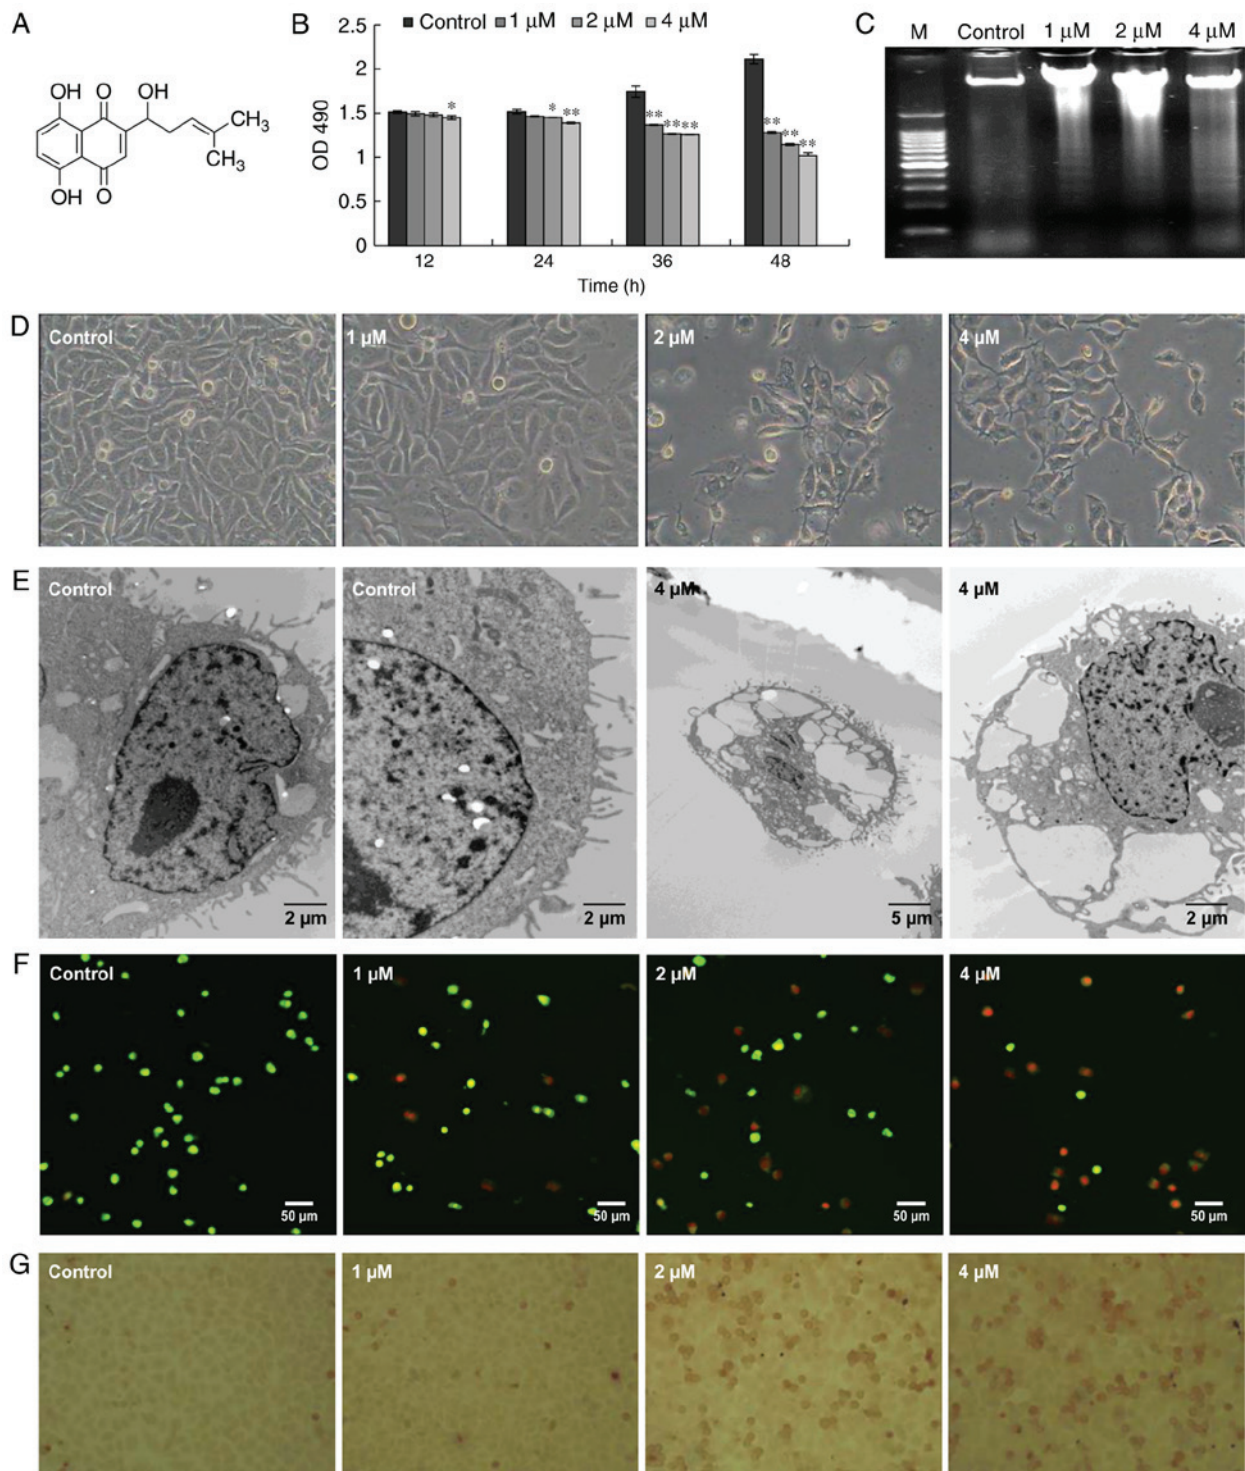 A
OH
O
OH
CH3
CH3
OH
O
B
Control 1 µM 2 µM 4 µM
OD 490
2.5
2
1.5
1
1.5
0
*
* **
** ** **
** ** **
12 24 36 48
Time (h)
C
M Control 1 µM 2 µM 4 µM
D
Control 1 µM 2 µM 4 µM
E
Control Control 4 µM 4 µM
2 µm 2 µm 5 µm 2 µm
F
Control 1 µM 2 µM 4 µM
50 µm 50 µm 50 µm 50 µm
G
Control 1 µM 2 µM 4 µM